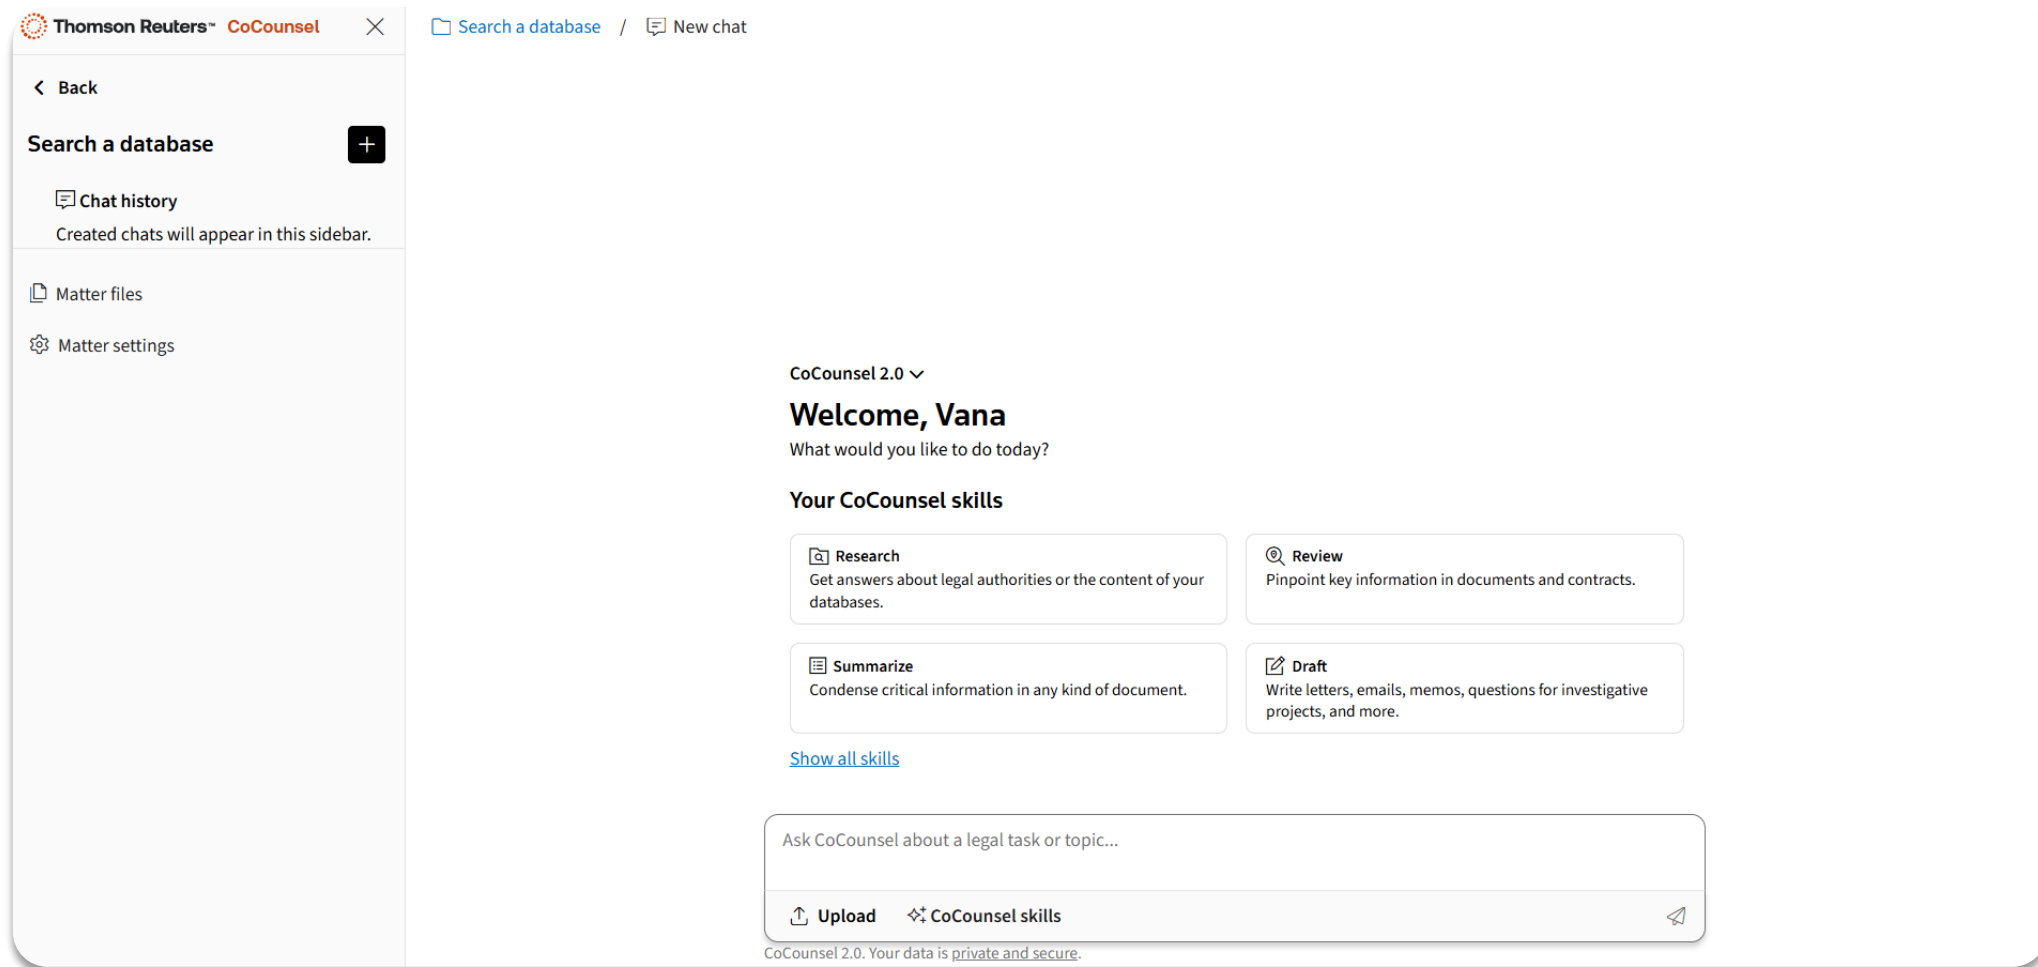 Thomson Reuters™ CoCounsel
Back
Search a database
Chat history
Created chats will appear in this sidebar.
Matter files
Matter settings
Search a database / New chat
CoCounsel 2.0
Welcome, Vana
What would you like to do today?
Your CoCounsel skills
Research
Get answers about legal authorities or the content of your
databases.
Review
Pinpoint key information in documents and contracts.
Summarize
Condense critical information in any kind of document.
Draft
Write letters, emails, memos, questions for investigative
projects, and more.
Show all skills
Ask CoCounsel about a legal task or topic...
Upload CoCounsel skills
CoCounsel 2.0. Your data is private and secure.